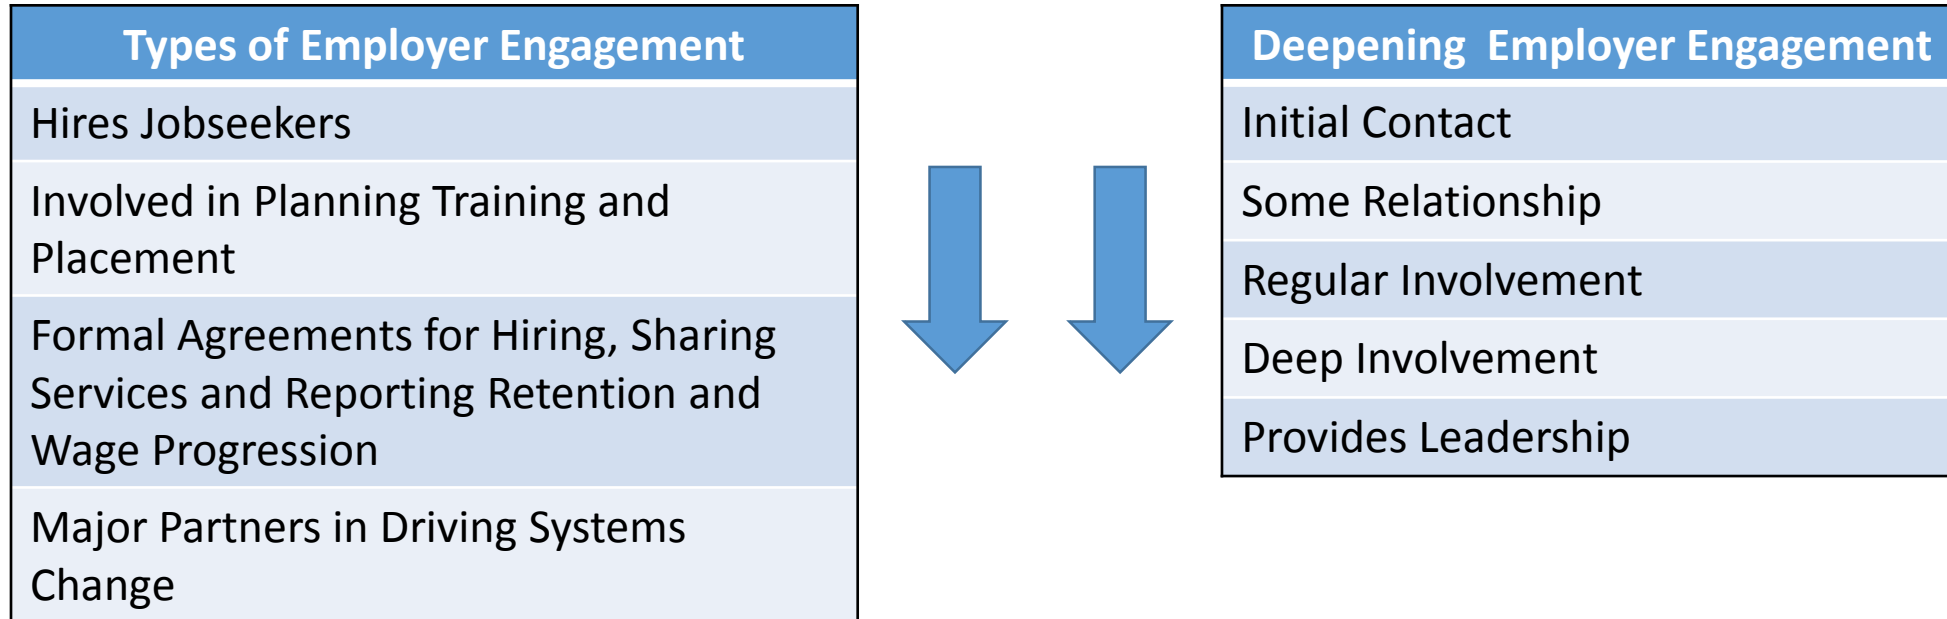 Types of Employer Engagement
Hires Jobseekers
Involved in Planning Training and
Placement
Formal Agreements for Hiring, Sharing
Services and Reporting Retention and
Wage Progression
Major Partners in Driving Systems
Change
Deepening Employer Engagement
Initial Contact
Some Relationship
Regular Involvement
Deep Involvement
Provides Leadership